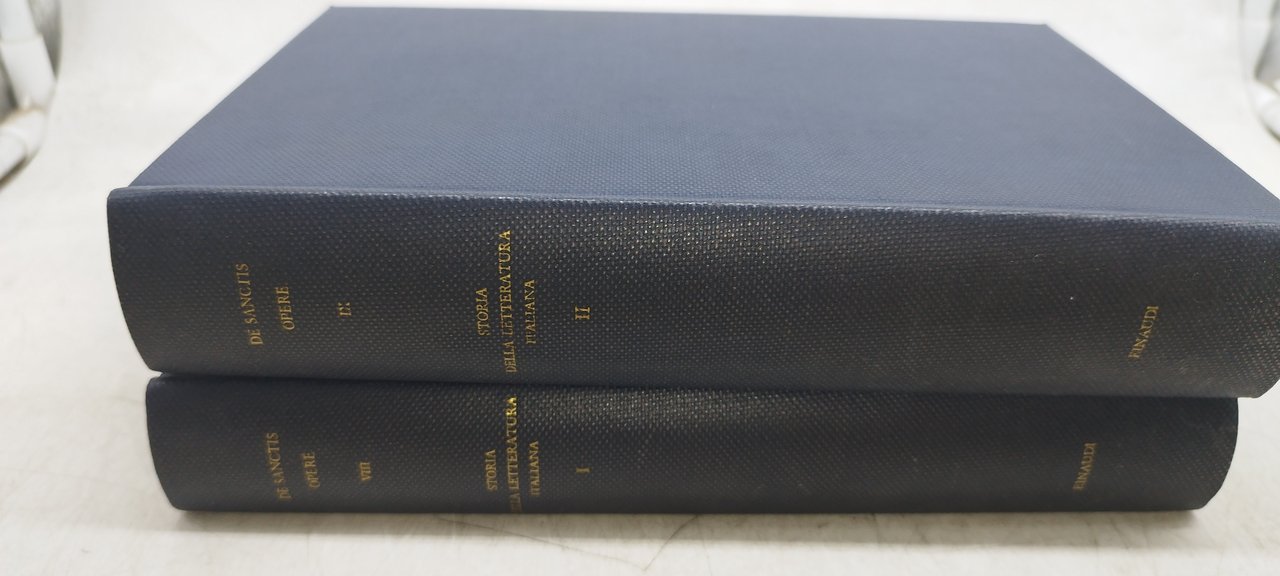 DE SANCTIS
OPERE
IX
STORIA
DELLA LETTERATURA
ITALIANA
II
EINAUDI
DE SANCTIS
OPERE
VIII
STORIA
DELLA LETTERATURA
ITALIANA
I
EINAUDI